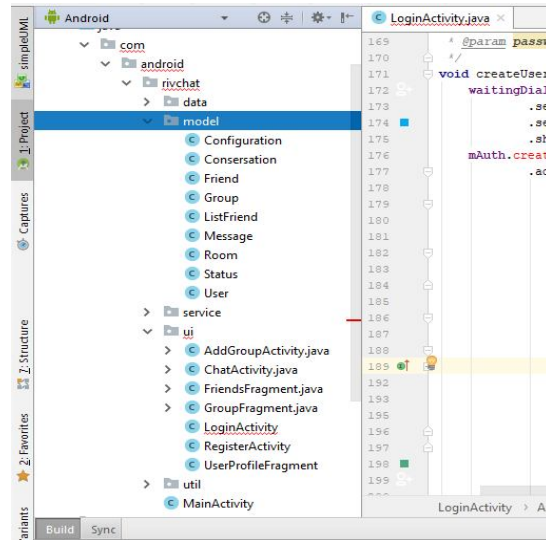 Android
LoginActivity.java
simpleUML
1: Project
Captures
7: Structure
2: Favorites
com
android
rivchat
data
model
Configuration
Consersation
Friend
Group
ListFriend
Message
Room
Status
User
service
ui
AddGroupActivity.java
ChatActivity.java
FriendsFragment.java
GroupFragment.java
LoginActivity
RegisterActivity
UserProfileFragment
util
MainActivity
169 * @param passw
170 */
171 void createUser
172 waitingDial
173 .se
174 .se
175 .sh
176 mAuth.creat
177 .ad
178
179
180
181
182
183
184
185
186
187
188
189
192
193
194
195
196
197
198
199
LoginActivity > A
Build Sync